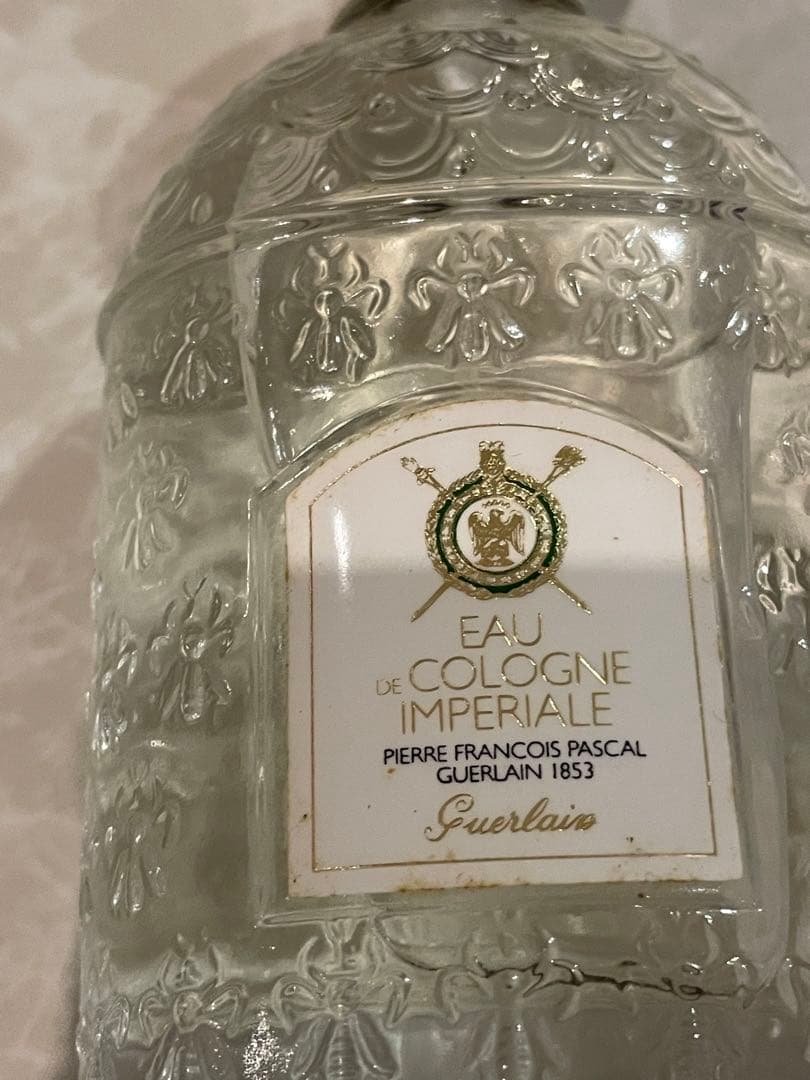 EAU
DE COLOGNE
IMPERIALE
PIERRE FRANCOIS PASCAL
GUERLAIN 1853
Guerlain